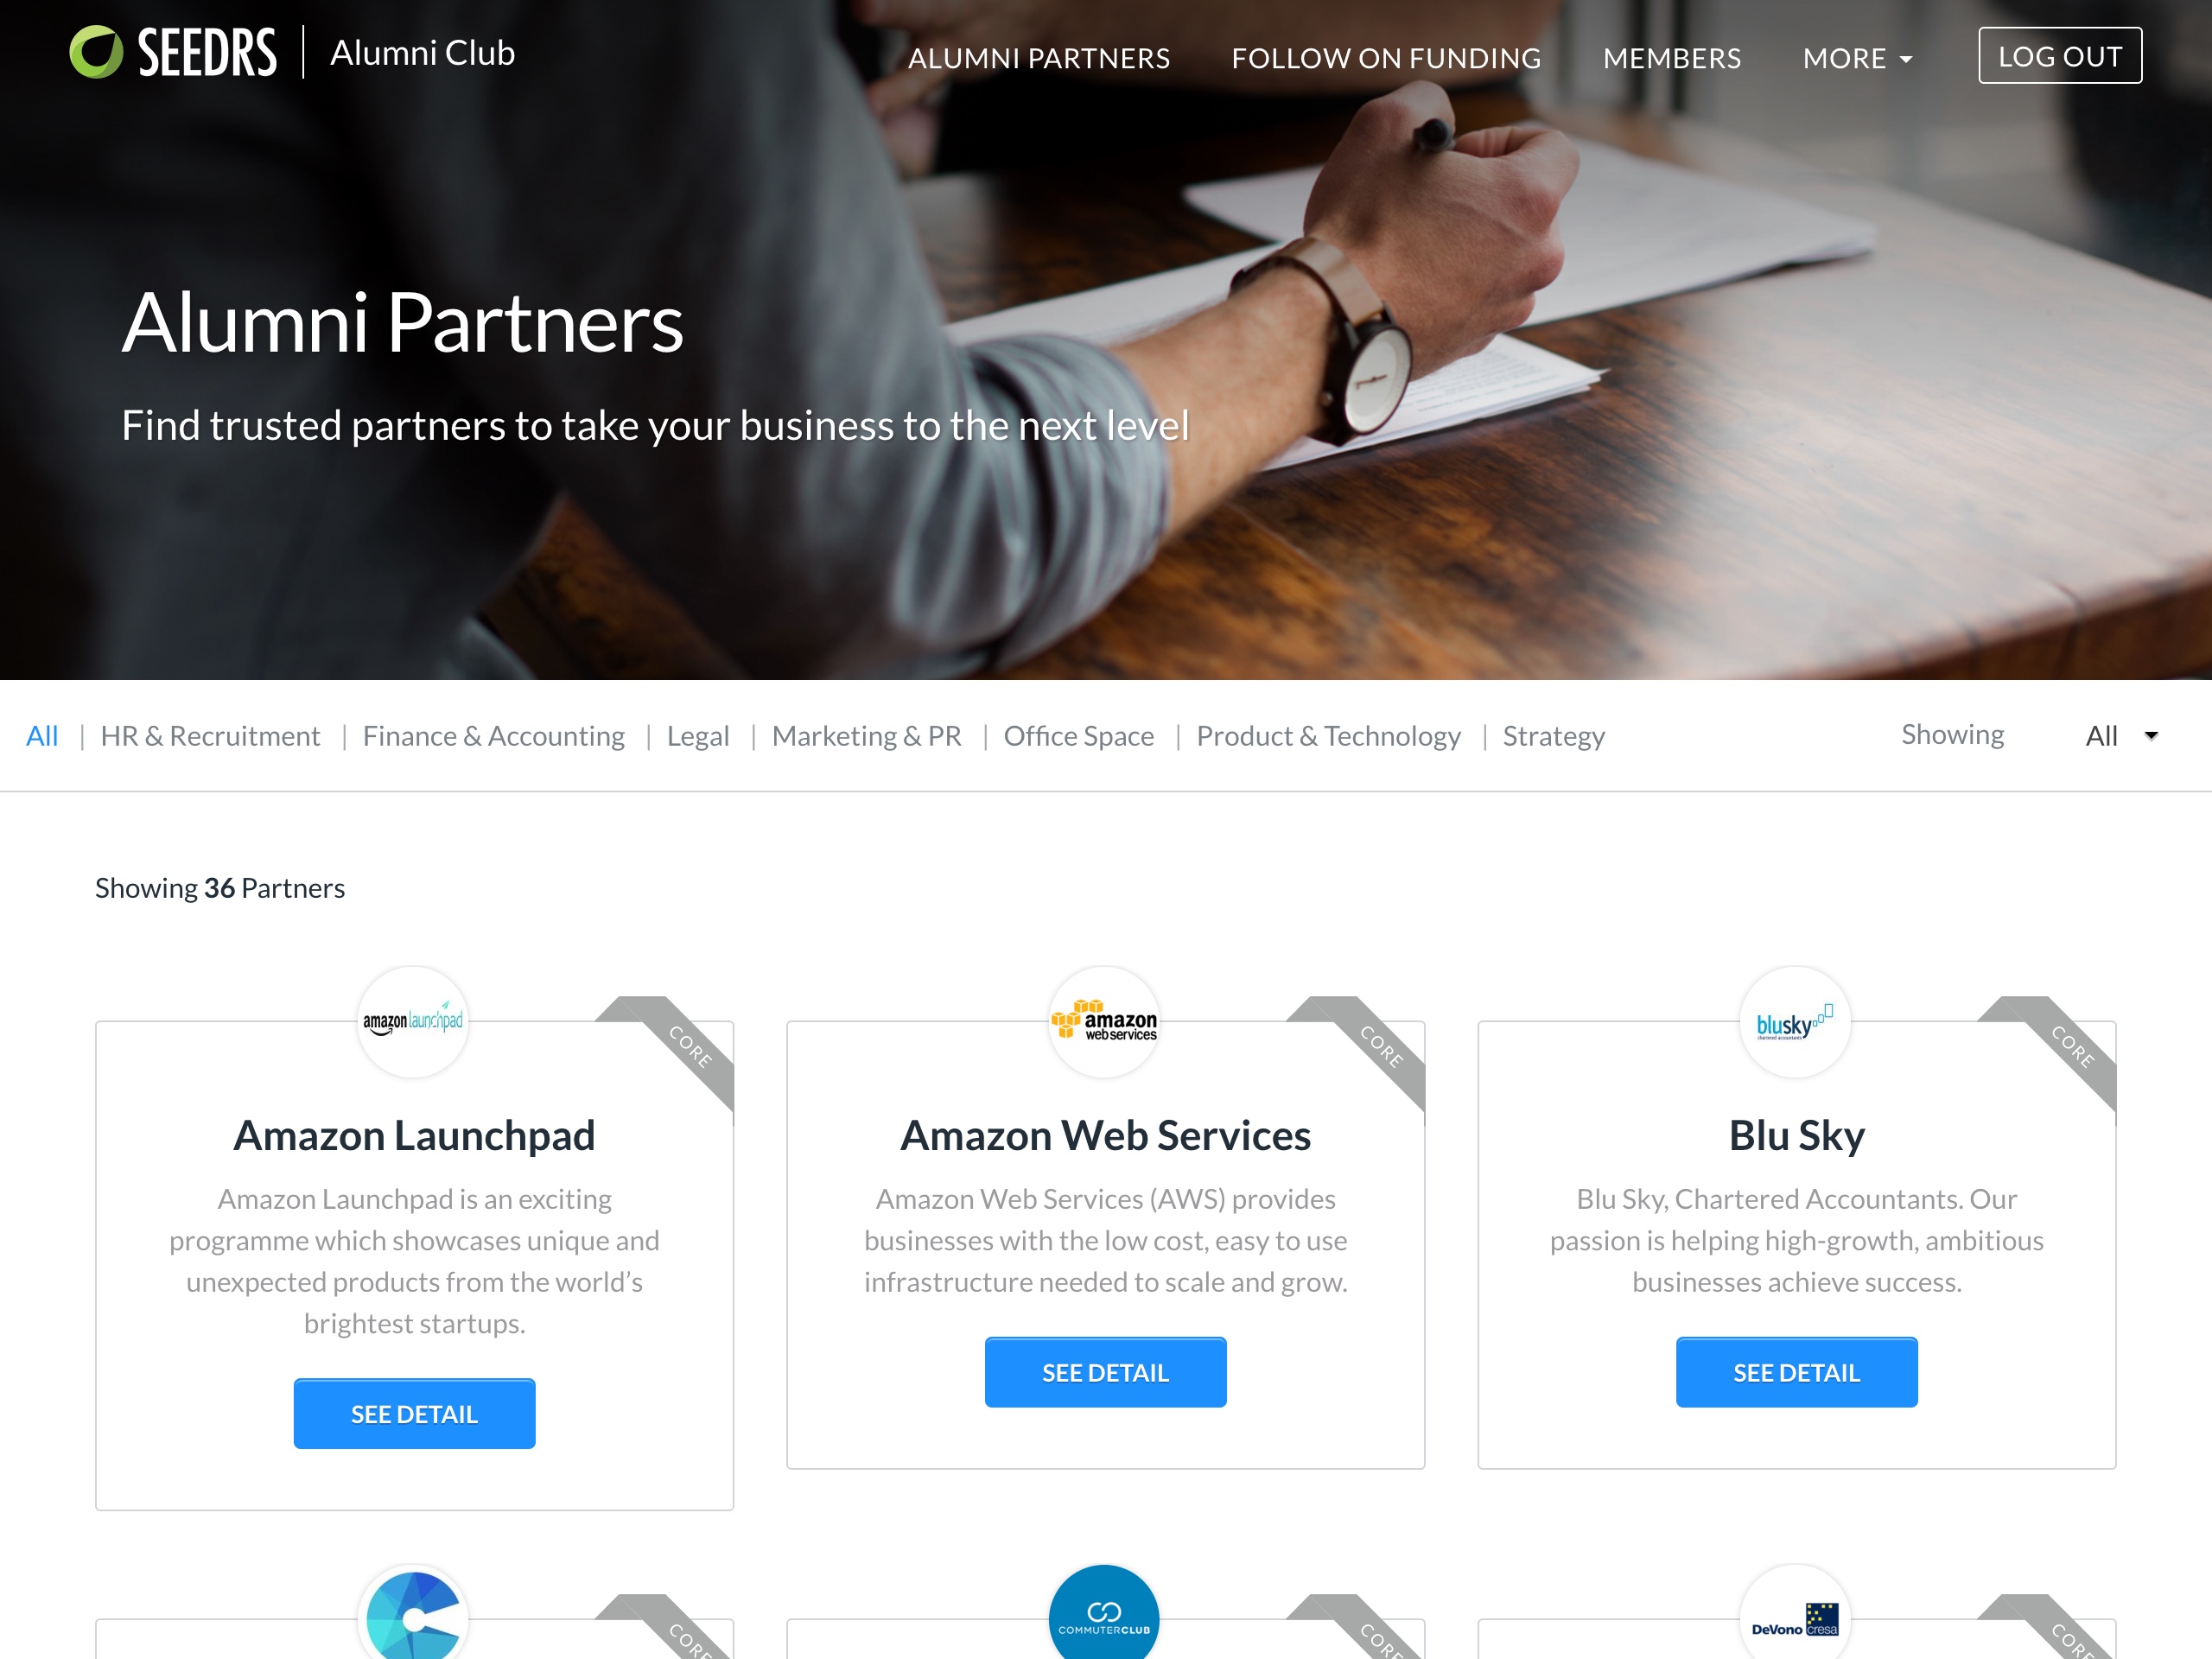 SEEDRS | Alumni Club
ALUMNI PARTNERS
FOLLOW ON FUNDING
MEMBERS
MORE
LOG OUT
Alumni Partners
Find trusted partners to take your business to the next level
All | HR & Recruitment | Finance & Accounting | Legal | Marketing & PR | Office Space | Product & Technology | Strategy
Showing
All
Showing 36 Partners
amazon launchpad
CORE
Amazon Launchpad
Amazon Launchpad is an exciting
programme which showcases unique and
unexpected products from the world’s
brightest startups.
SEE DETAIL
amazon
webservices
CORE
Amazon Web Services
Amazon Web Services (AWS) provides
businesses with the low cost, easy to use
infrastructure needed to scale and grow.
SEE DETAIL
blusky
chartered accountants
CORE
Blu Sky
Blu Sky, Chartered Accountants. Our
passion is helping high-growth, ambitious
businesses achieve success.
SEE DETAIL
CORE
COMMUTERCLUB
CORE
DeVono cresa
CORE